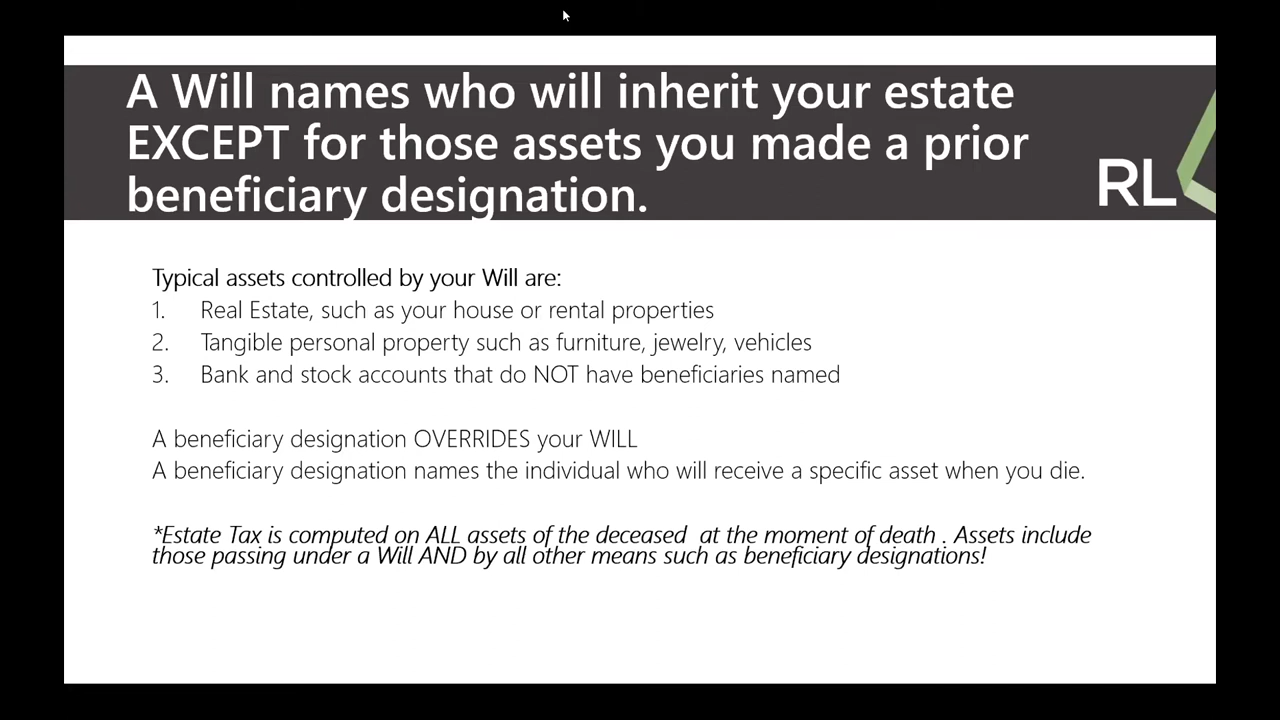 A Will names who will inherit your estate
EXCEPT for those assets you made a prior
beneficiary designation.
RL
Typical assets controlled by your Will are:
1. Real Estate, such as your house or rental properties
2. Tangible personal property such as furniture, jewelry, vehicles
3. Bank and stock accounts that do NOT have beneficiaries named
A beneficiary designation OVERRIDES your WILL
A beneficiary designation names the individual who will receive a specific asset when you die.
*Estate Tax is computed on ALL assets of the deceased  at the moment of death . Assets include
those passing under a Will AND by all other means such as beneficiary designations!